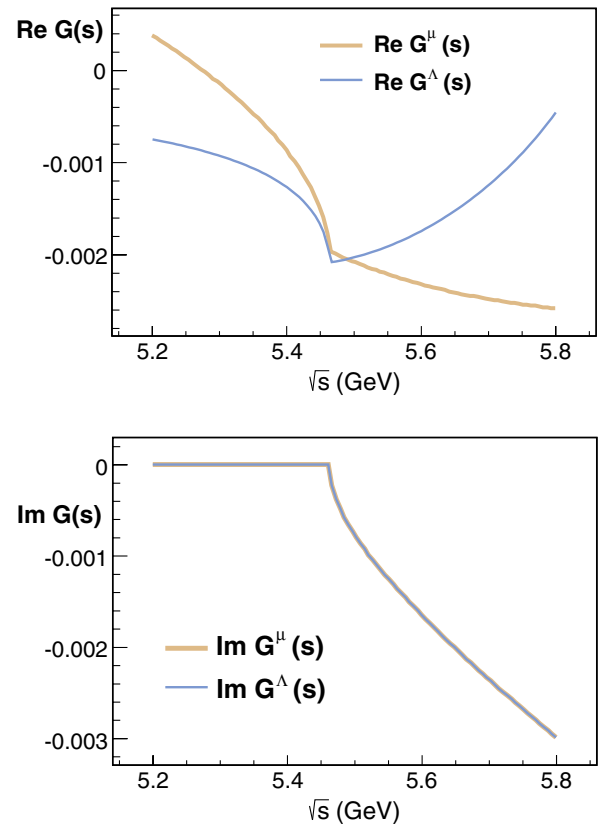 Re G(s)
Re G^μ (s)
Re G^Λ (s)
0
-0.001
-0.002
5.2 5.4 5.6 5.8
√s (GeV)
0
Im G(s)
-0.001
-0.002
-0.003
Im G^μ (s)
Im G^Λ (s)
5.2 5.4 5.6 5.8
√s (GeV)